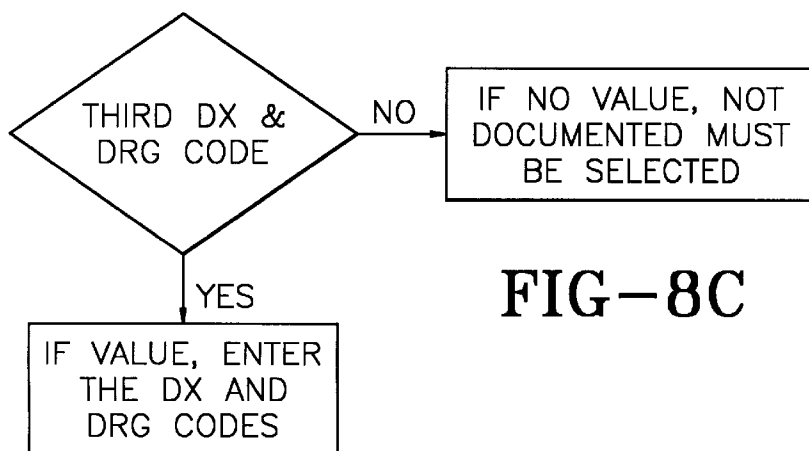 THIRD DX &
DRG CODE
NO
IF NO VALUE, NOT
DOCUMENTED MUST
BE SELECTED
YES
IF VALUE, ENTER
THE DX AND
DRG CODES
FIG-8C